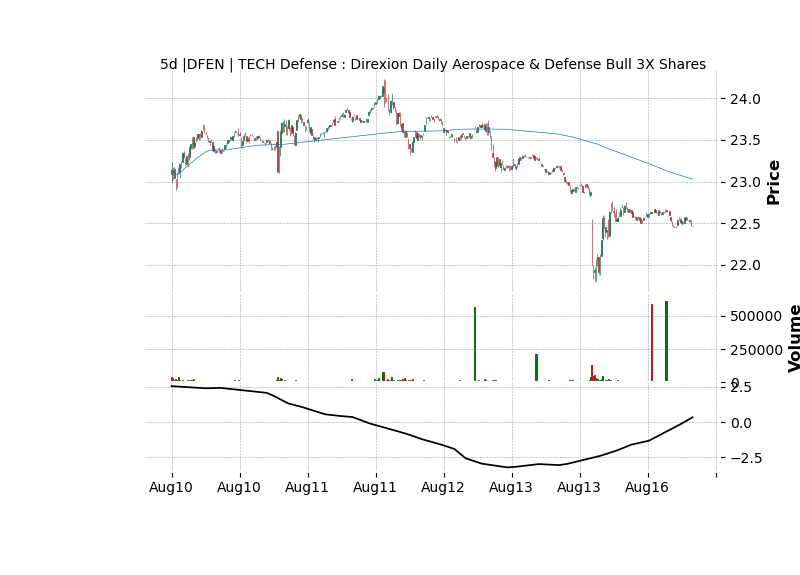 5d |DFEN | TECH Defense : Direxion Daily Aerospace & Defense Bull 3X Shares
24.0
23.5
23.0
22.5
22.0
Price
500000
250000
0
Volume
2.5
0.0
−2.5
Aug10 Aug10 Aug11 Aug11 Aug12 Aug13 Aug13 Aug16